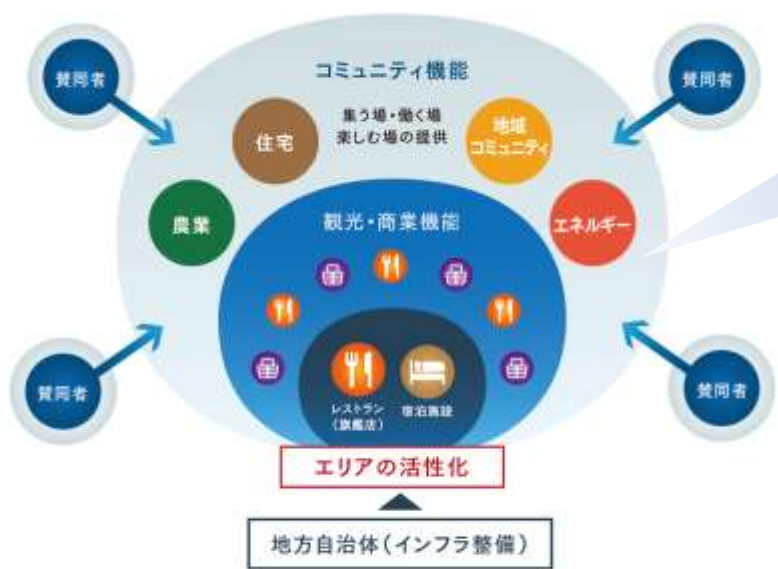 コミュニティ機能
賛同者
賛同者
集う場・働く場
楽しむ場の提供
住宅
地域
コミュニティ
農業
観光・商業機能
エネルギー
賛同者
賛同者
レストラン
(旗艦店)
宿泊施設
エリアの活性化
地方自治体(インフラ整備)